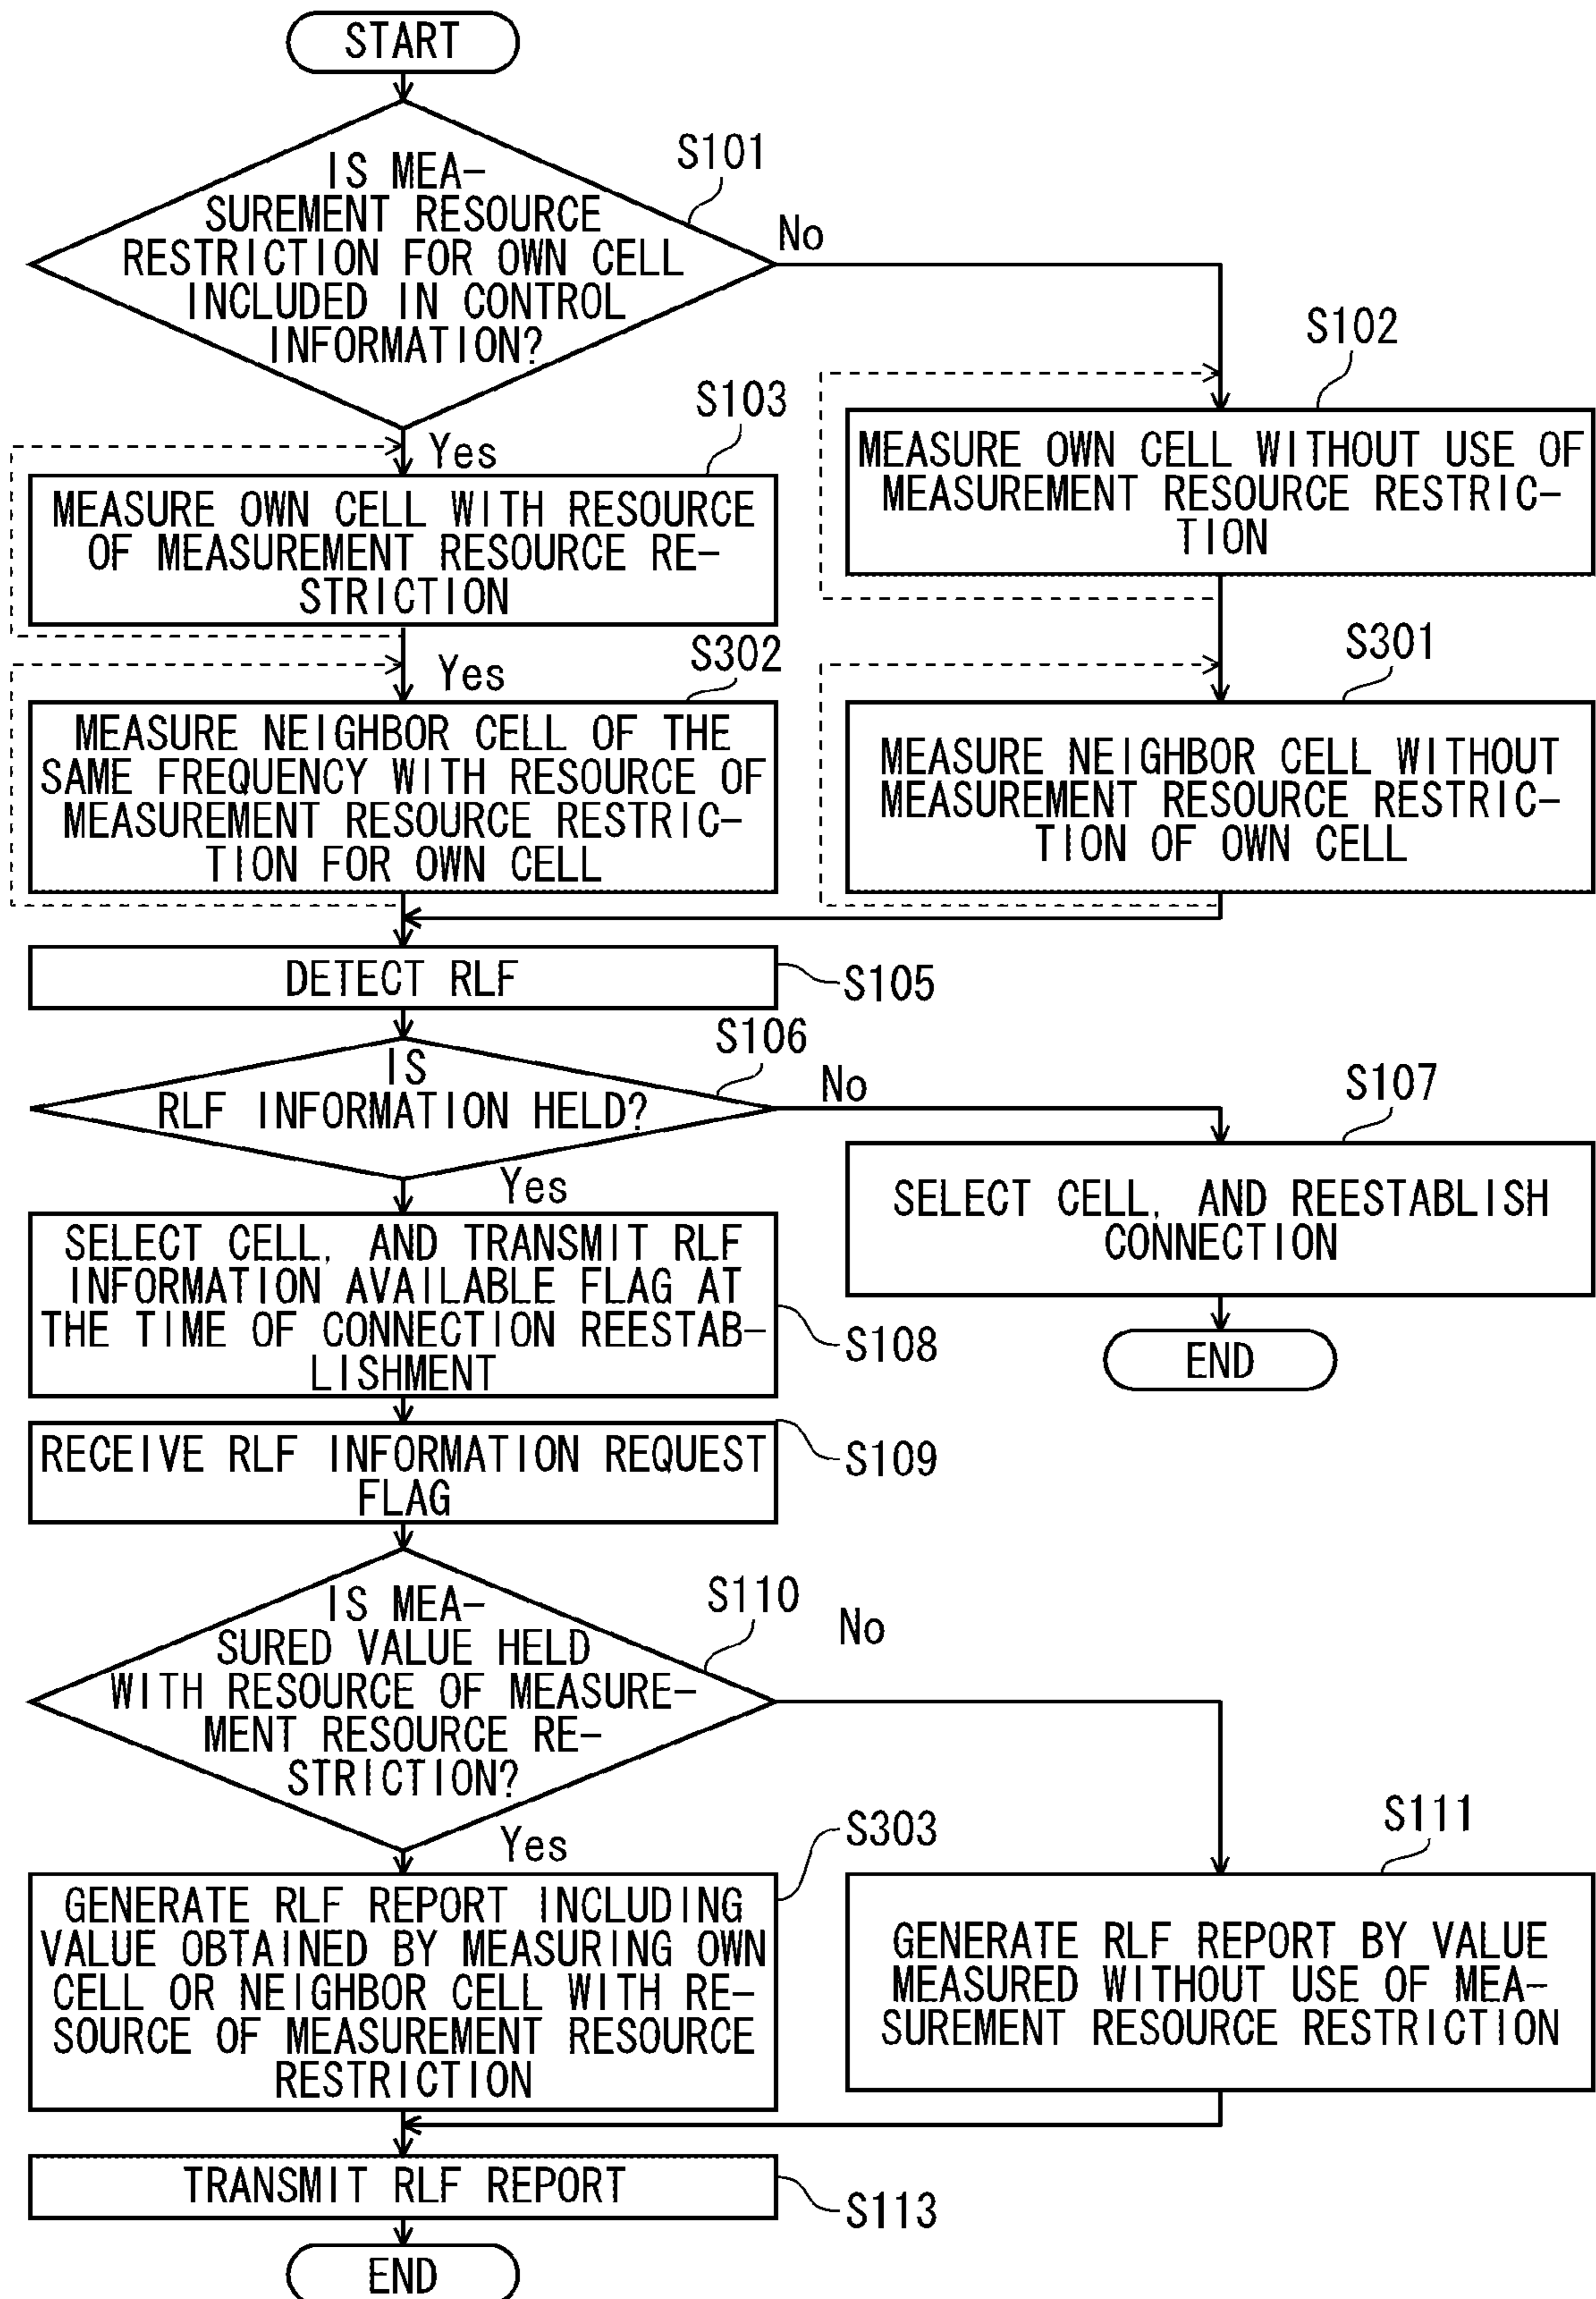 START
IS MEA-
SUREMENT RESOURCE
RESTRICTION FOR OWN CELL
INCLUDED IN CONTROL
INFORMATION?
S101
No
S102
MEASURE OWN CELL WITHOUT USE OF
MEASUREMENT RESOURCE RESTRIC-
TION
Yes
S103
MEASURE OWN CELL WITH RESOURCE
OF MEASUREMENT RESOURCE RE-
STRICTION
Yes
S302
MEASURE NEIGHBOR CELL OF THE
SAME FREQUENCY WITH RESOURCE OF
MEASUREMENT RESOURCE RESTRIC-
TION FOR OWN CELL
S301
MEASURE NEIGHBOR CELL WITHOUT
MEASUREMENT RESOURCE RESTRIC-
TION OF OWN CELL
DETECT RLF
S105
IS
RLF INFORMATION HELD?
S106
No
S107
SELECT CELL, AND REESTABLISH
CONNECTION
END
Yes
SELECT CELL, AND TRANSMIT RLF
INFORMATION AVAILABLE FLAG AT
THE TIME OF CONNECTION REESTAB-
LISHMENT
S108
RECEIVE RLF INFORMATION REQUEST
FLAG
S109
IS MEA-
SURED VALUE HELD
WITH RESOURCE OF MEASURE-
MENT RESOURCE RE-
STRICTION?
S110
No
Yes
S303
GENERATE RLF REPORT INCLUDING
VALUE OBTAINED BY MEASURING OWN
CELL OR NEIGHBOR CELL WITH RE-
SOURCE OF MEASUREMENT RESOURCE
RESTRICTION
S111
GENERATE RLF REPORT BY VALUE
MEASURED WITHOUT USE OF MEA-
SUREMENT RESOURCE RESTRICTION
TRANSMIT RLF REPORT
S113
END